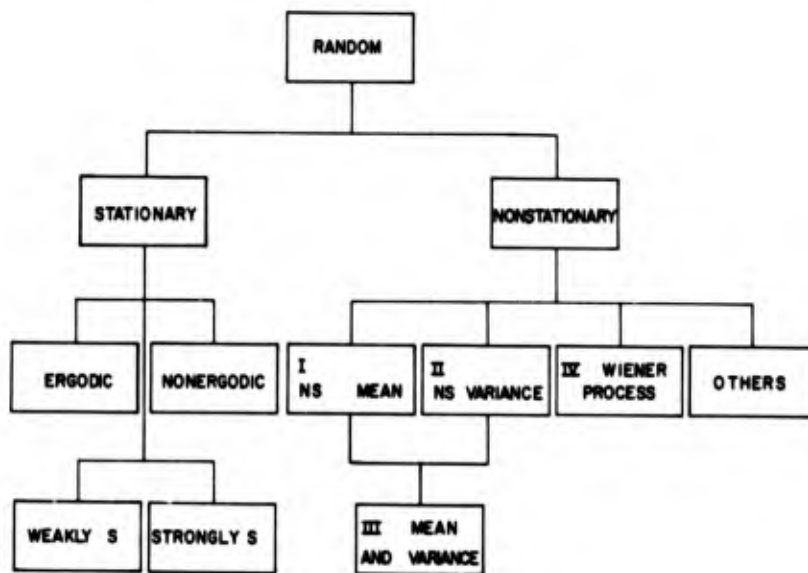 RANDOM
STATIONARY
NONSTATIONARY
ERGODIC
NONERGODIC
I
NS MEAN
II
NS VARIANCE
IV WIENER
PROCESS
OTHERS
WEAKLY S
STRONGLY S
III MEAN
AND VARIANCE